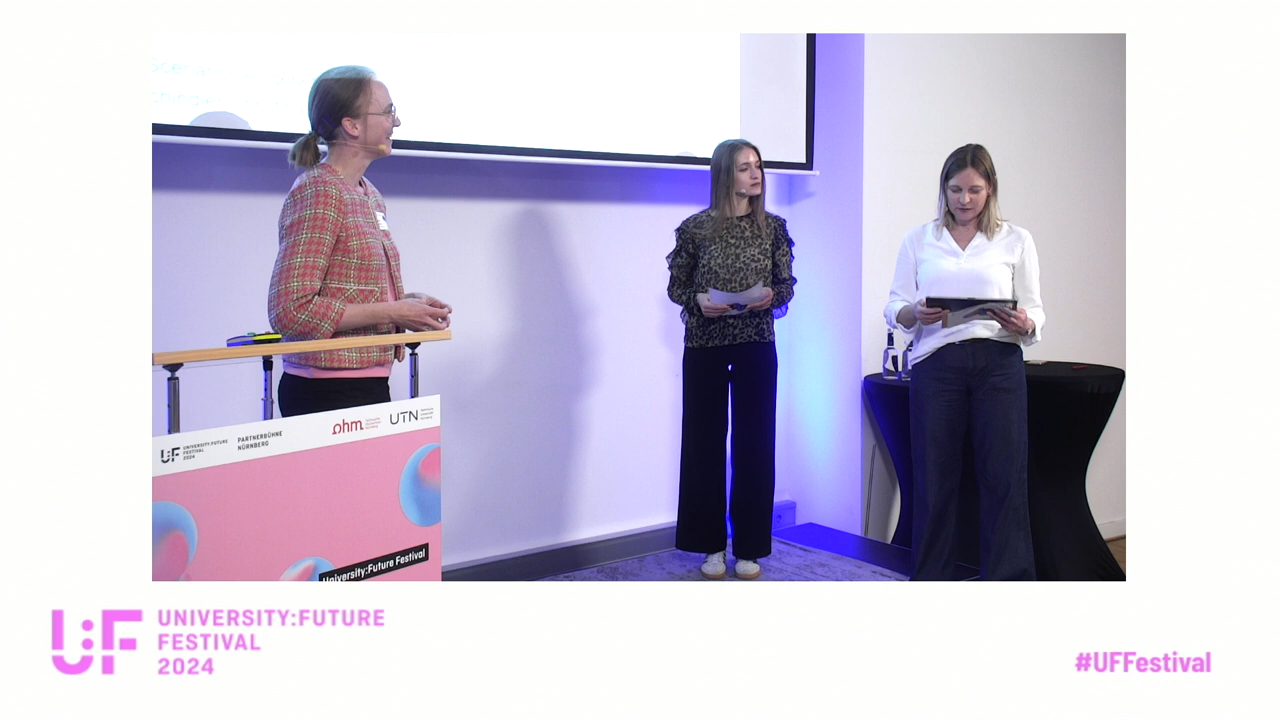 U:F
UNIVERSITY:FUTURE
FESTIVAL
2024
PARTNERBÜHNE
NÜRNBERG
ohm
UTN
University:Future Festival
U:F
UNIVERSITY:FUTURE
FESTIVAL
2024
#UFFestival